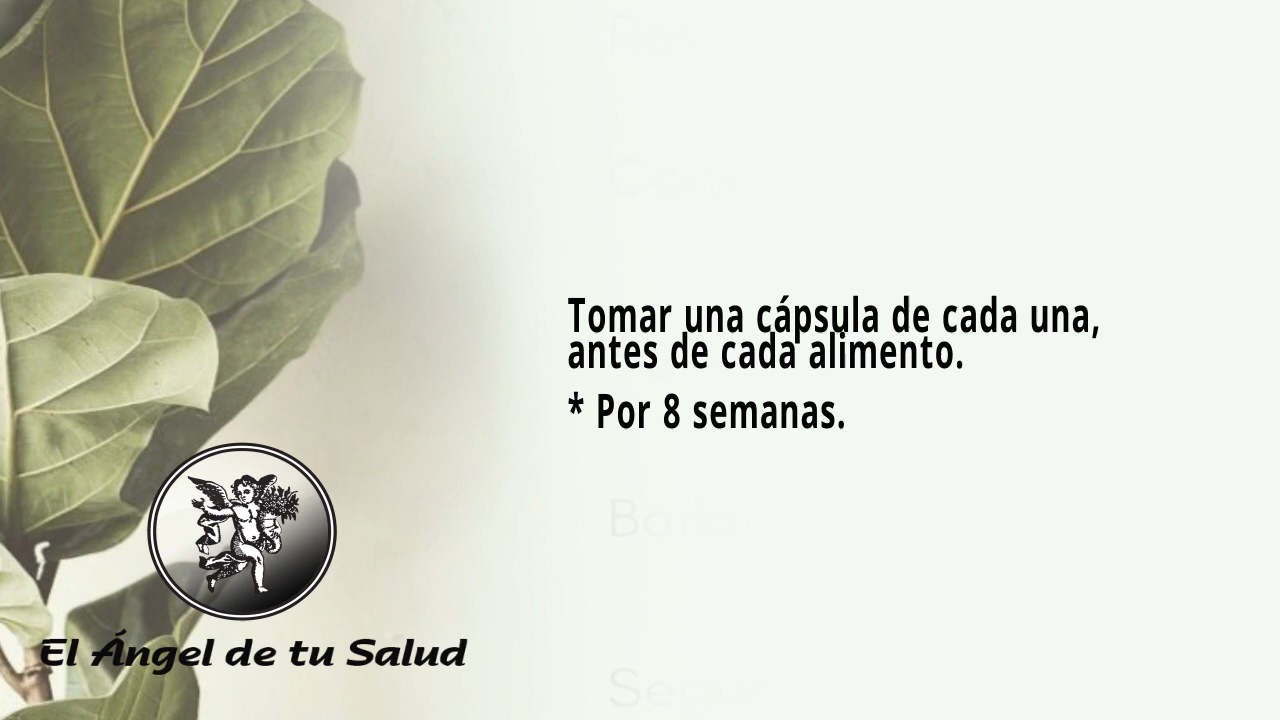 Tomar una cápsula de cada una,
antes de cada alimento.
* Por 8 semanas.
El Ángel de tu Salud